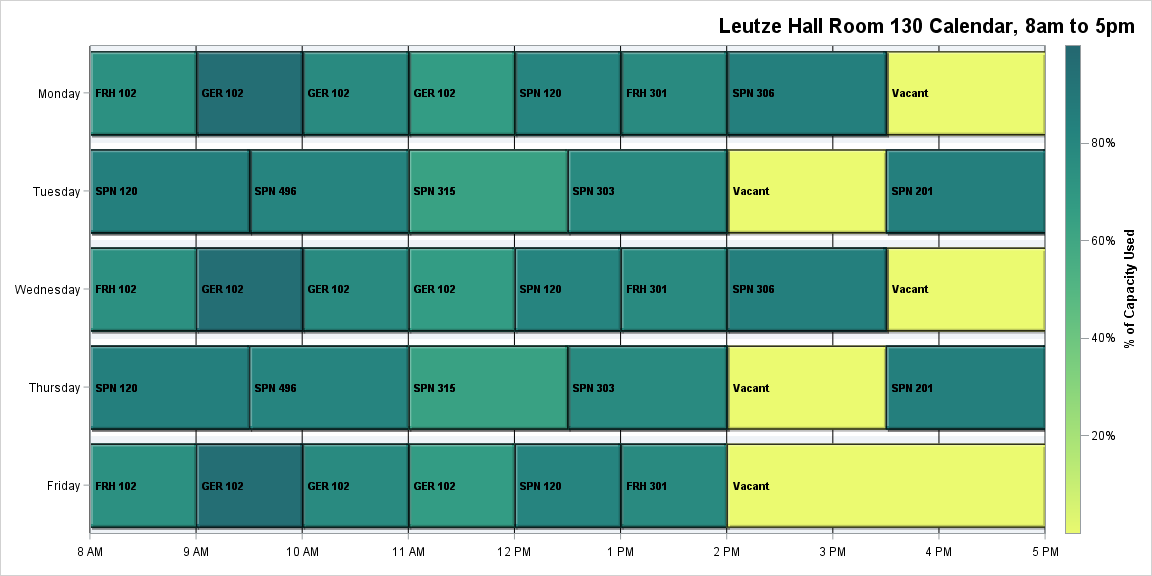 Leutze Hall Room 130 Calendar, 8am to 5pm
Monday
FRH 102 GER 102 GER 102 GER 102 SPN 120 FRH 301 SPN 306 Vacant
Tuesday
SPN 120 SPN 496 SPN 315 SPN 303 Vacant SPN 201
Wednesday
FRH 102 GER 102 GER 102 GER 102 SPN 120 FRH 301 SPN 306 Vacant
Thursday
SPN 120 SPN 496 SPN 315 SPN 303 Vacant SPN 201
Friday
FRH 102 GER 102 GER 102 GER 102 SPN 120 FRH 301 Vacant
8 AM 9 AM 10 AM 11 AM 12 PM 1 PM 2 PM 3 PM 4 PM 5 PM
80%
60%
40%
20%
% of Capacity Used